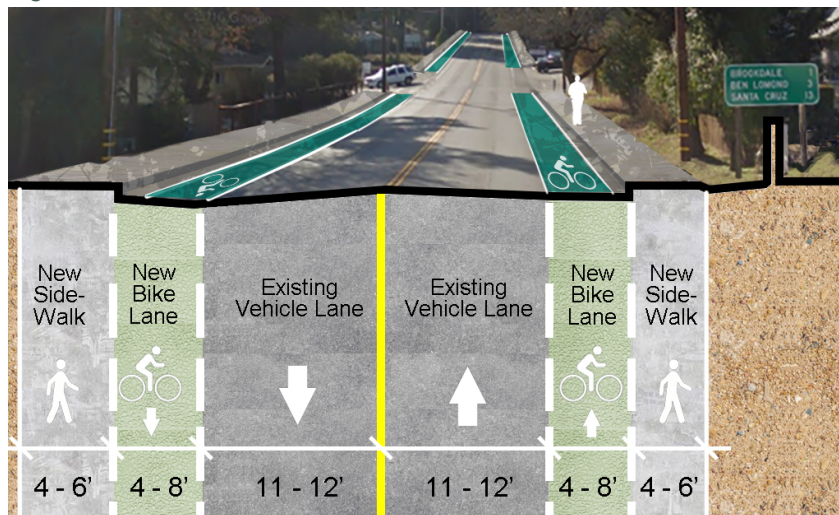 BROOKDALE 1
BEN LOMOND 3
SANTA CRUZ 13
New
Side-
Walk
New
Bike
Lane
Existing
Vehicle Lane
Existing
Vehicle Lane
New
Bike
Lane
New
Side-
Walk
4 - 6'
4 - 8'
11 - 12'
11 - 12'
4 - 8'
4 - 6'